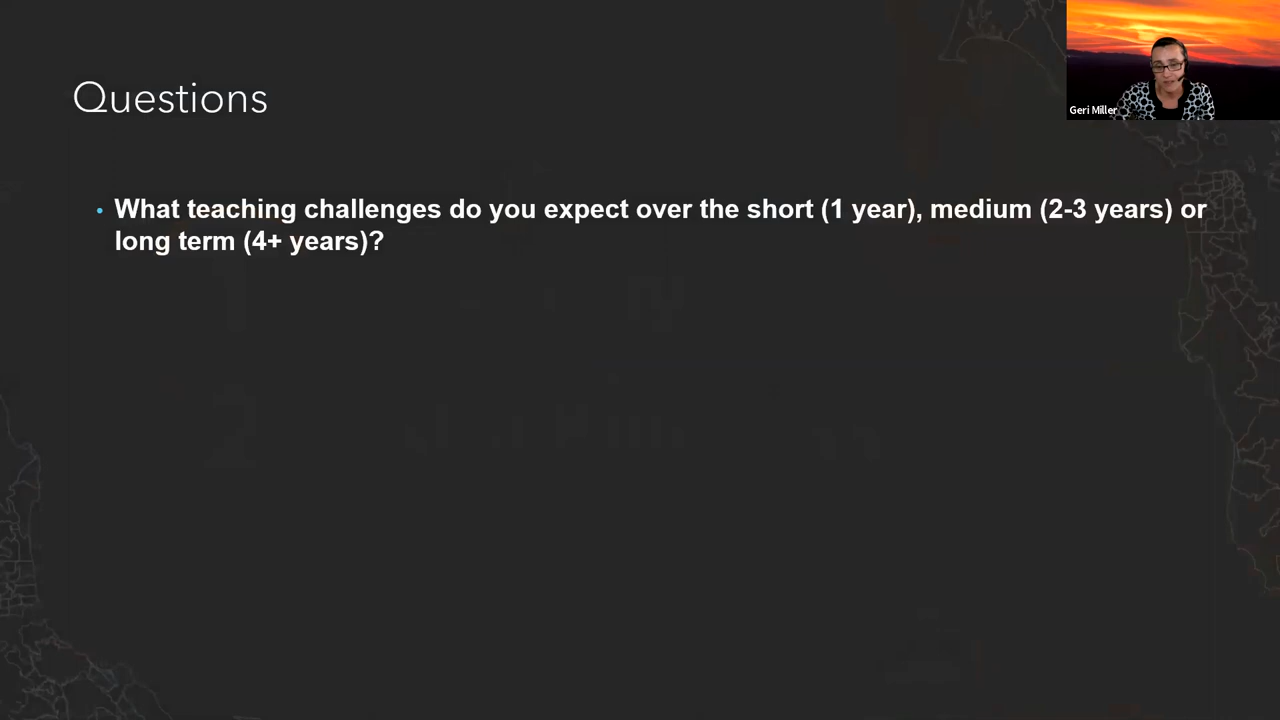 Questions
Geri Miller
• What teaching challenges do you expect over the short (1 year), medium (2-3 years) or
long term (4+ years)?